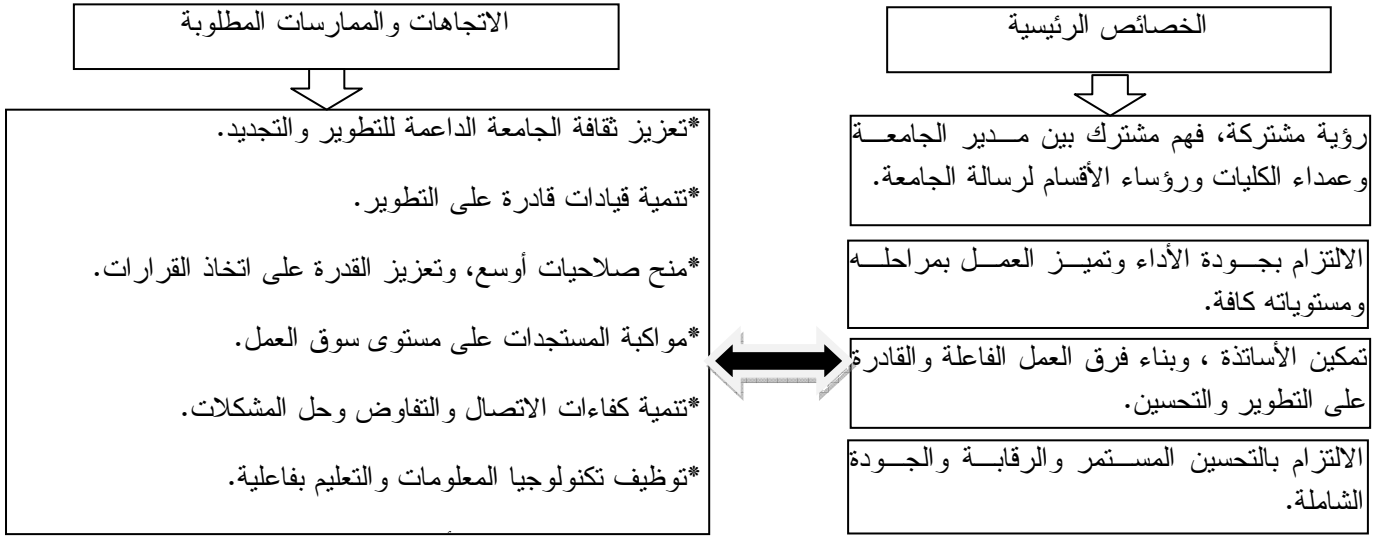 الخصائص الرئيسية
رؤية مشتركة، فهم مشترك بين مدير الجامعة
وعمداء الكليات ورؤساء الأقسام لرسالة الجامعة.
الالتزام بجودة الأداء وتميز العمل بمراحله
ومستوياته كافة.
تمكين الأساتذة ، وبناء فرق العمل الفاعلة والقادرة
على التطوير والتحسين.
الالتزام بالتحسين المستمر والرقابة والجودة
الشاملة.
الاتجاهات والممارسات المطلوبة
*تعزيز ثقافة الجامعة الداعمة للتطوير والتجديد.
*تنمية قيادات قادرة على التطوير.
*منح صلاحيات أوسع، وتعزيز القدرة على اتخاذ القرارات.
*مواكبة المستجدات على مستوى سوق العمل.
*تنمية كفاءات الاتصال والتفاوض وحل المشكلات.
*توظيف تكنولوجيا المعلومات والتعليم بفاعلية.